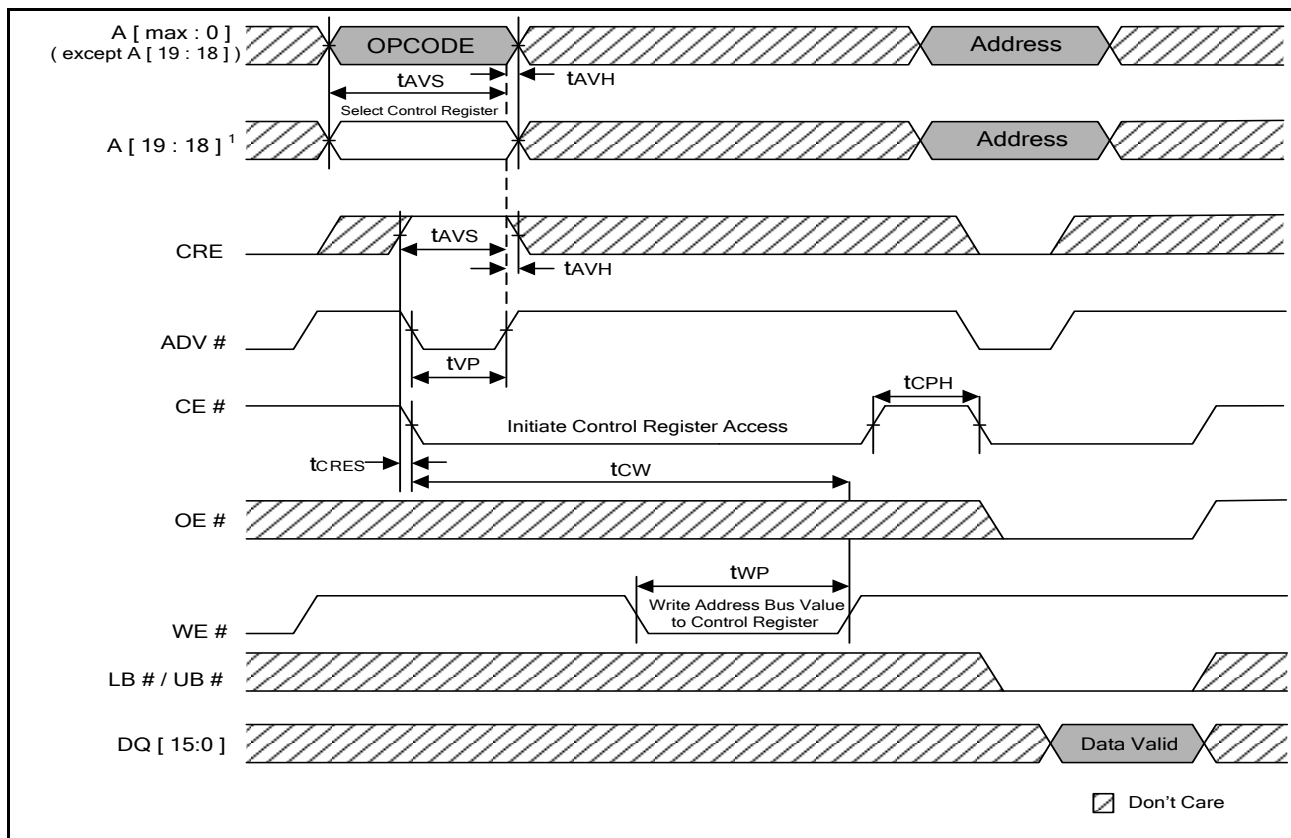 A [ max : 0 ]
( except A [ 19 : 18 ] )
OPCODE
Address
tAVS
tAVH
Select Control Register
A [ 19 : 18 ] 1
Address
CRE
tAVS
tAVH
ADV #
tVP
CE #
tCPH
Initiate Control Register Access
tCRES
tCW
OE #
tWP
WE #
Write Address Bus Value
to Control Register
LB # / UB #
DQ [ 15:0 ]
Data Valid
Don't Care